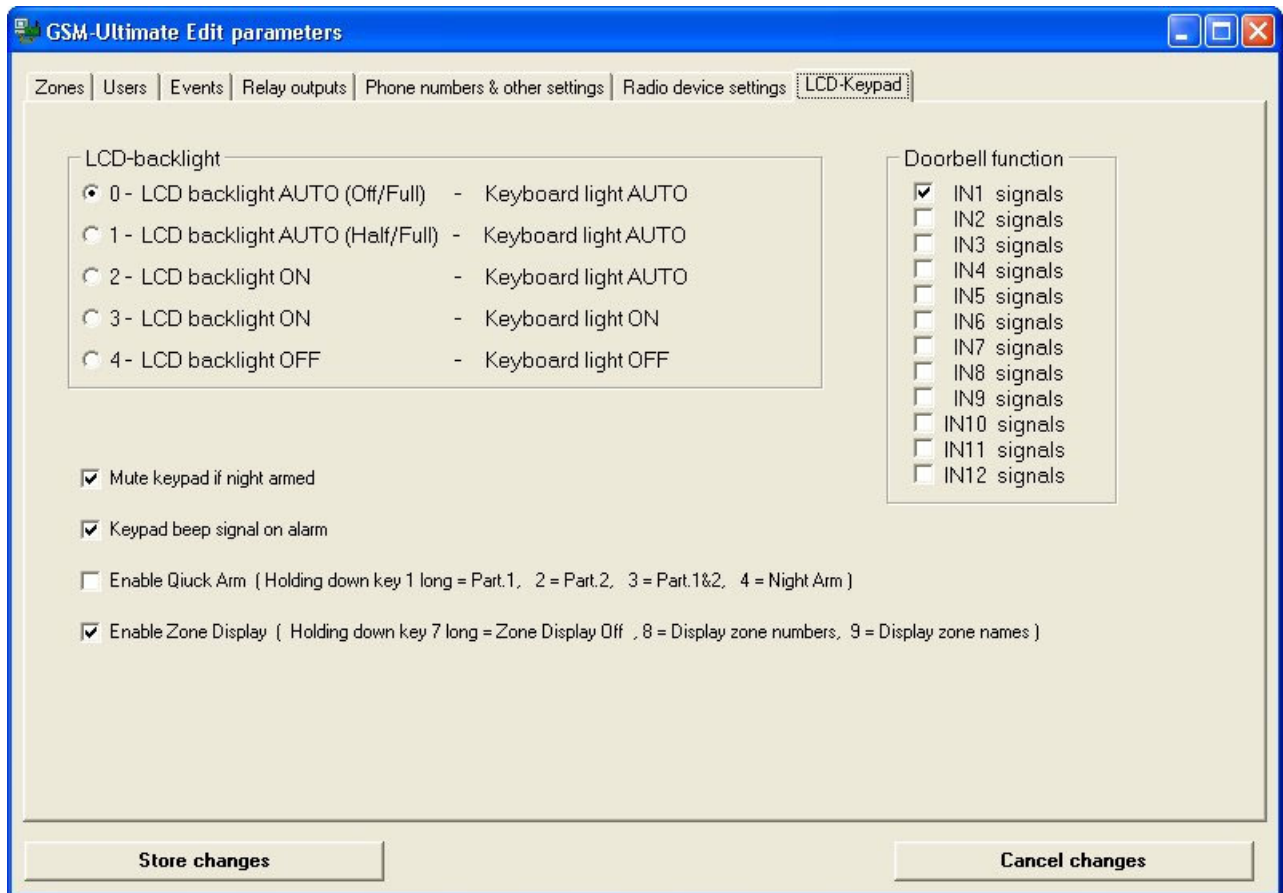 GSM-Ultimate Edit parameters
Zones Users Events Relay outputs Phone numbers & other settings Radio device settings LCD-Keypad
LCD-backlight
0 - LCD backlight AUTO (Off/Full) - Keyboard light AUTO
1 - LCD backlight AUTO (Half/Full) - Keyboard light AUTO
2 - LCD backlight ON - Keyboard light AUTO
3 - LCD backlight ON - Keyboard light ON
4 - LCD backlight OFF - Keyboard light OFF
Doorbell function
IN1 signals
IN2 signals
IN3 signals
IN4 signals
IN5 signals
IN6 signals
IN7 signals
IN8 signals
IN9 signals
IN10 signals
IN11 signals
IN12 signals
Mute keypad if night armed
Keypad beep signal on alarm
Enable Qiuck Arm ( Holding down key 1 long = Part.1, 2 = Part.2, 3 = Part.1&2, 4 = Night Arm )
Enable Zone Display ( Holding down key 7 long = Zone Display Off , 8 = Display zone numbers, 9 = Display zone names )
Store changes Cancel changes